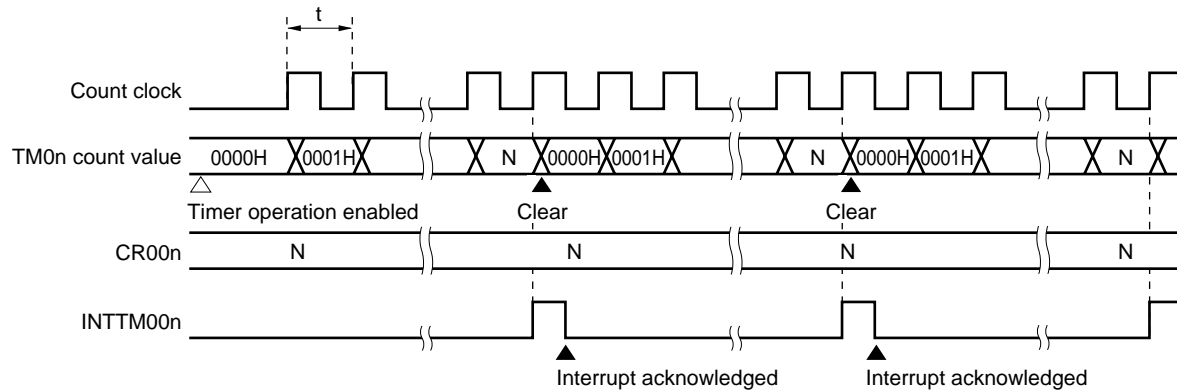 t
Count clock
TM0n count value 0000H 0001H N 0000H 0001H N 0000H 0001H N
Timer operation enabled Clear Clear
CR00n N N N N
INTTM00n
Interrupt acknowledged Interrupt acknowledged